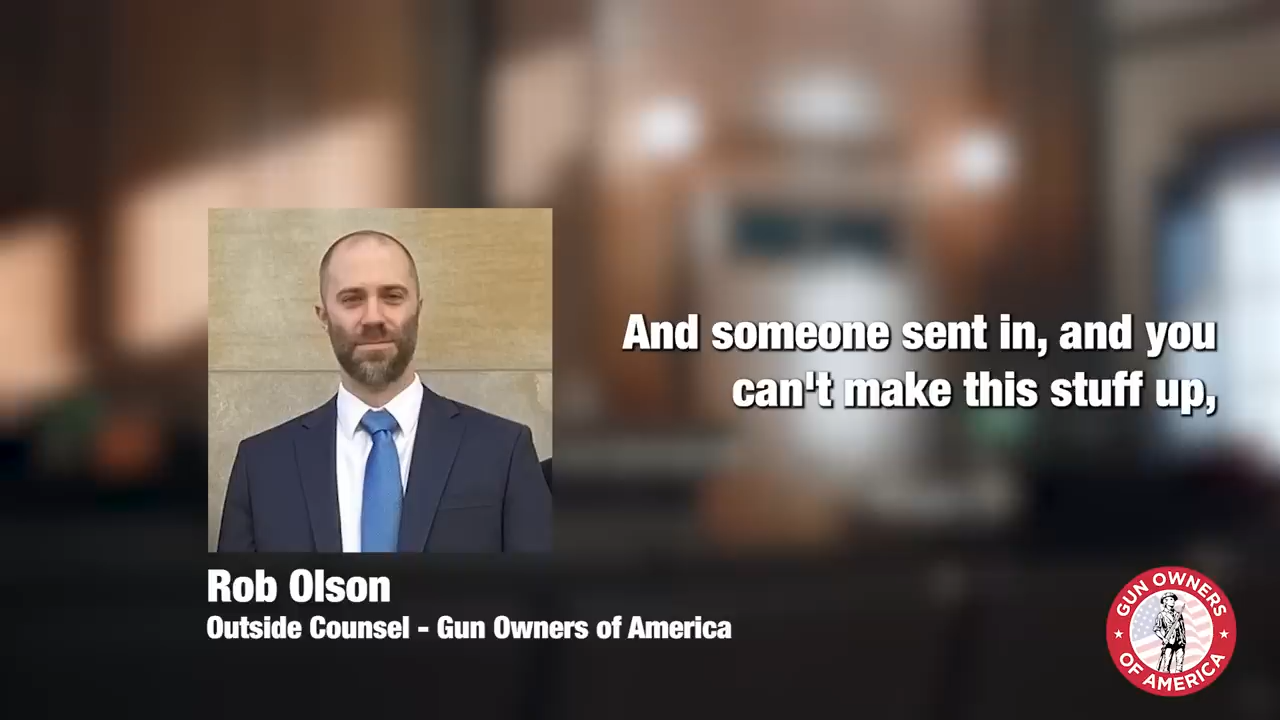 And someone sent in, and you
can't make this stuff up,
Rob Olson
Outside Counsel - Gun Owners of America
GUN OWNERS
OF AMERICA